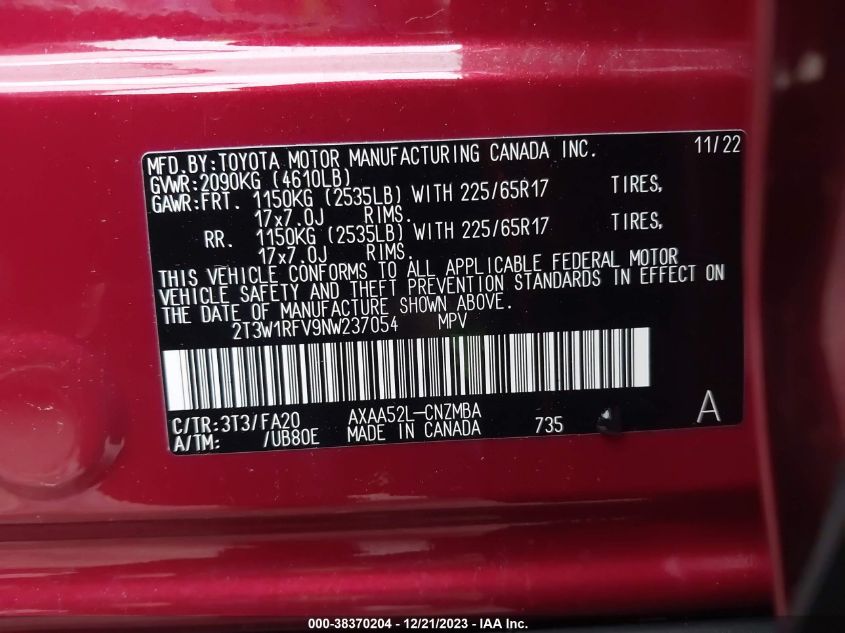 MFD.BY:TOYOTA MOTOR MANUFACTURING CANADA INC. 11/22
GVWR:2090KG (4610LB)
GAWR:FRT. 1150KG (2535LB) WITH 225/65R17 TIRES,
17x7.0J RIMS.
RR. 1150KG (2535LB) WITH 225/65R17 TIRES,
17x7.0J RIMS.
THIS VEHICLE CONFORMS TO ALL APPLICABLE FEDERAL MOTOR
VEHICLE SAFETY AND THEFT PREVENTION STANDARDS IN EFFECT ON
THE DATE OF MANUFACTURE SHOWN ABOVE.
2T3W1RFV9NW237054 MPV
C/TR:3T3/FA20 AXAA52L-CNZMBA A
A/TM: /UB80E MADE IN CANADA 735
000-38370204 - 12/21/2023 - IAA Inc.